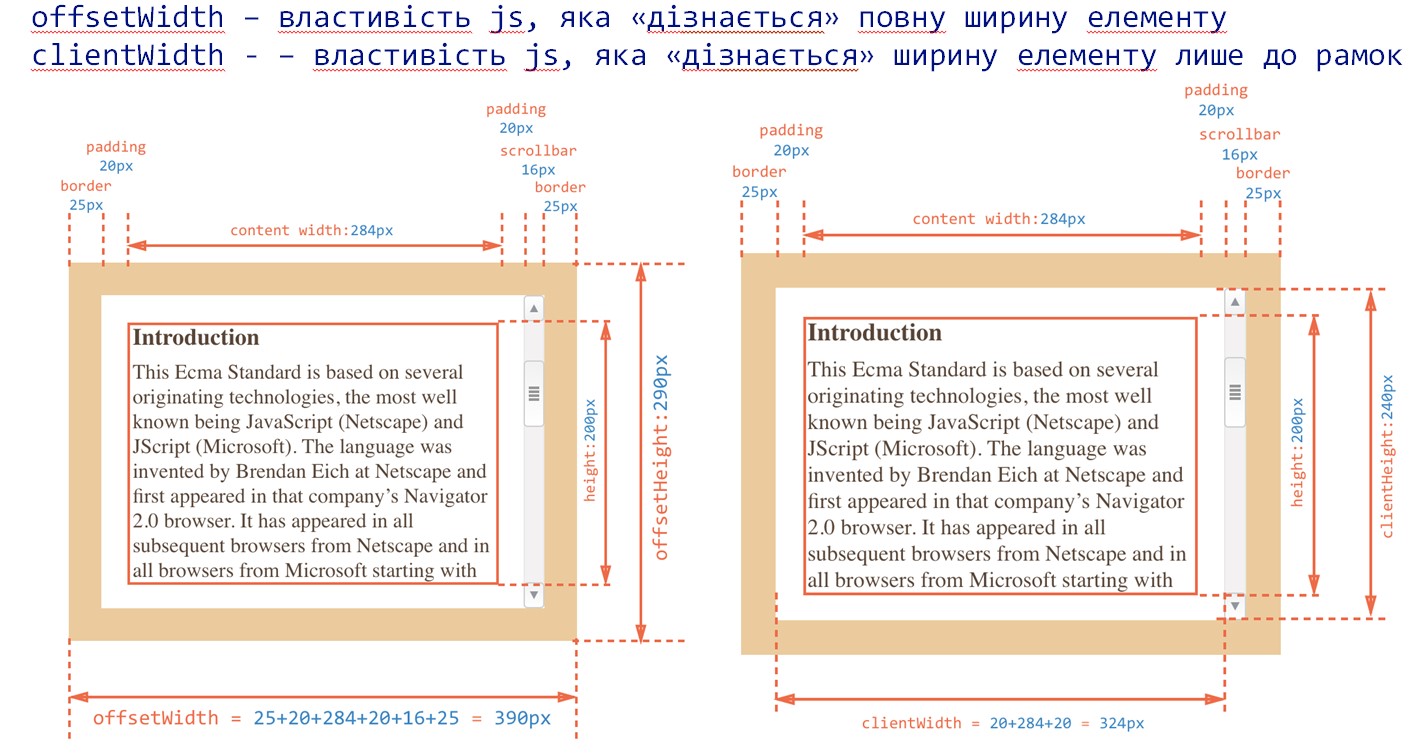 offsetWidth – властивість js, яка «дізнається» повну ширину елементу
clientWidth - – властивість js, яка «дізнається» ширину елементу лише до рамок
padding
20px
border
25px
padding
20px
scrollbar
16px
border
25px
content width:284px
Introduction
This Ecma Standard is based on several
originating technologies, the most well
known being JavaScript (Netscape) and
JScript (Microsoft). The language was
invented by Brendan Eich at Netscape and
first appeared in that company’s Navigator
2.0 browser. It has appeared in all
subsequent browsers from Netscape and in
all browsers from Microsoft starting with
height:200px
offsetHeight:290px
offsetWidth = 25+20+284+20+16+25 = 390px
padding
20px
border
25px
padding
20px
scrollbar
16px
border
25px
content width:284px
Introduction
This Ecma Standard is based on several
originating technologies, the most well
known being JavaScript (Netscape) and
JScript (Microsoft). The language was
invented by Brendan Eich at Netscape and
first appeared in that company’s Navigator
2.0 browser. It has appeared in all
subsequent browsers from Netscape and in
all browsers from Microsoft starting with
height:200px
clientHeight:240px
clientWidth = 20+284+20 = 324px